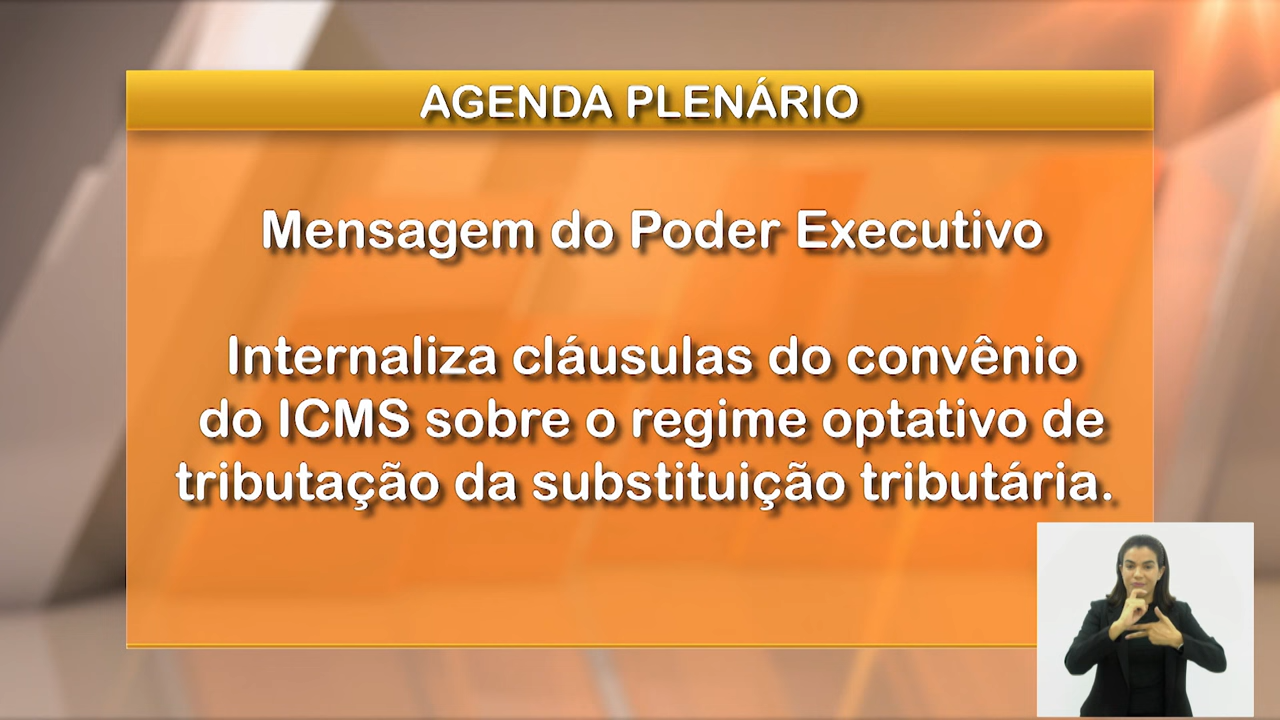 AGENDA PLENÁRIO
Mensagem do Poder Executivo
Internaliza cláusulas do convênio
do ICMS sobre o regime optativo de
tributação da substituição tributária.